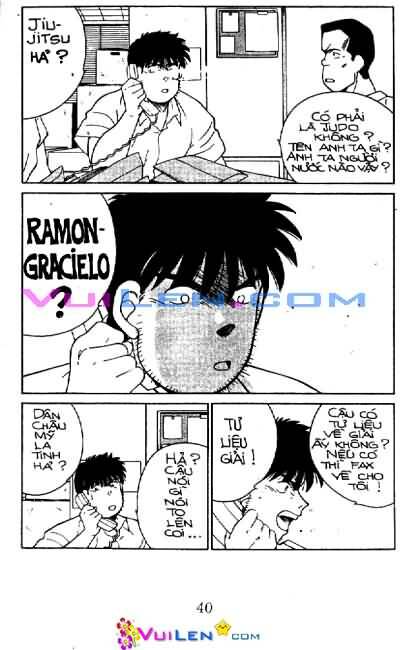 JIU-
JITSU
HẢ?
CÓ PHẢI
LÀ JUDO
KHÔNG?
TÊN ANH TA GÌ?
ANH TA NGƯỜI
NƯỚC NÀO VẬY?
RAMON-
GRACIELO
?
VUILEN.COM
DÂN
CHÂU
MỸ
LA
TINH
HẢ?
HẢ?
CẬU
NÓI
GÌ
NÓI
TO
LÊN
COI...
TƯ
LIỆU
GIẢI!
CẬU CÓ
TƯ LIỆU
VỀ GIẢI
ẤY KHÔNG?
NẾU CÓ
THÌ FAX
VỀ CHO
TÔI!
40
VUILEN.COM